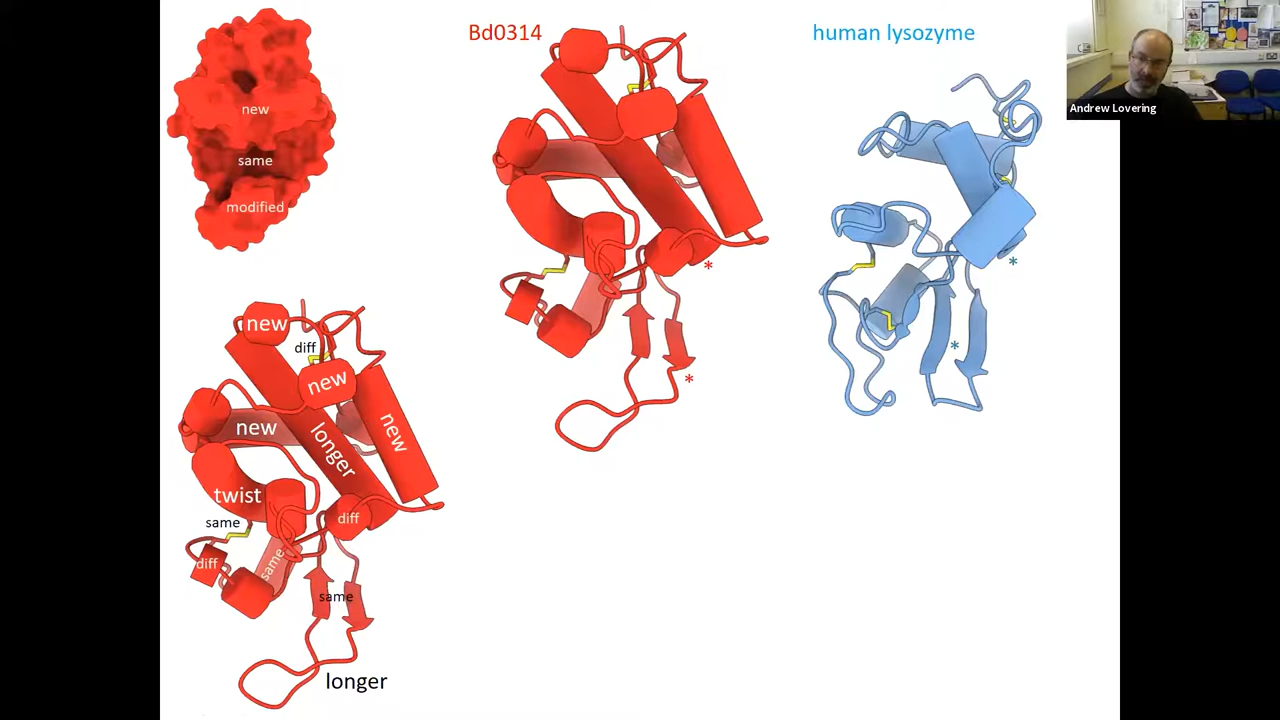 new
same
modified
Bd0314
human lysozyme
Andrew Lovering
*
*
*
*
new
diff
new
new
longer
new
twist
same
diff
diff
same
same
longer